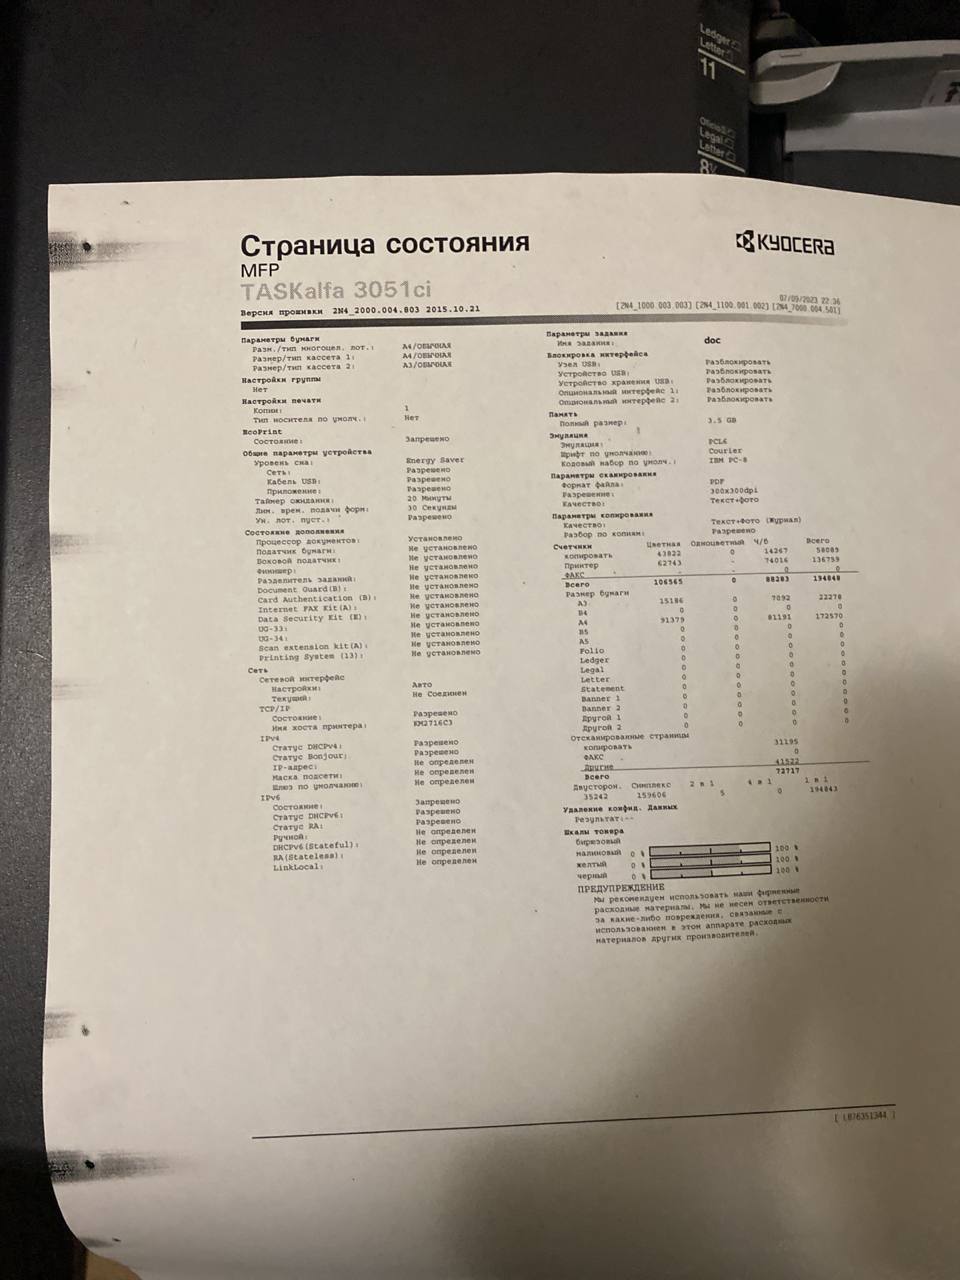 Ledger
Letter
11
Legal
Letter
8½
Страница состояния
KYOCERA
MFP
TASKalfa 3051ci
07/09/2023 22:36
Версия прошивки 2N4_2000.004.803 2015.10.21
[2N4_1000.003.003] [2N4_1100.001.002] [2N4_7000.004.501]
Параметры бумаги
Разм./тип многоцел. лот.: A4/ОБЫЧНАЯ
Размер/тип кассета 1: A4/ОБЫЧНАЯ
Размер/тип кассета 2: A3/ОБЫЧНАЯ
Настройки группы
Нет
Настройки печати
Копии: 1
Тип носителя по умолч.: Нет
EcoPrint
Состояние: Запрещено
Общие параметры устройства
Уровень сна: Energy Saver
Сеть: Разрешено
Кабель USB: Разрешено
Приложение: Разрешено
Таймер ожидания: 20 Минуты
Лим. врем. подачи форм: 30 Секунды
Ун. лот. пуст.: Разрешено
Состояние дополнения
Процессор документов: Установлено
Податчик бумаги: Не установлено
Боковой податчик: Не установлено
Финишер: Не установлено
Разделитель заданий: Не установлено
Document Guard(B): Не установлено
Card Authentication (B): Не установлено
Internet FAX Kit(A): Не установлено
Data Security Kit (E): Не установлено
UG-33: Не установлено
UG-34: Не установлено
Scan extension kit(A): Не установлено
Printing System (13): Не установлено
Сеть
Сетевой интерфейс
Настройки: Авто
Текущий: Не Соединен
TCP/IP
Состояние: Разрешено
Имя хоста принтера: KM2716C3
IPv4
Статус DHCPv4: Разрешено
Статус Bonjour: Разрешено
IP-адрес: Не определен
Маска подсети: Не определен
Шлюз по умолчанию: Не определен
IPv6
Состояние: Запрещено
Статус DHCPv6: Разрешено
Статус RA: Разрешено
Ручной: Не определен
DHCPv6(Stateful): Не определен
RA(Stateless): Не определен
LinkLocal: Не определен
Параметры задания
Имя задания: doc
Блокировка интерфейса
Узел USB: Разблокировать
Устройство USB: Разблокировать
Устройство хранения USB: Разблокировать
Опциональный интерфейс 1: Разблокировать
Опциональный интерфейс 2: Разблокировать
Память
Полный размер: 3.5 GB
Эмуляция
Эмуляция: PCL6
Шрифт по умолчанию: Courier
Кодовый набор по умолч.: IBM PC-8
Параметры сканирования
Формат файла: PDF
Разрешение: 300x300dpi
Качество: Текст+фото
Параметры копирования
Качество: Текст+Фото (Журнал)
Разбор по копиям: Разрешено
Счетчики Цветная Одноцветный Ч/б Всего
копировать 43822 0 14267 58089
Принтер 62743 - 74016 136759
ФАКС - - 0 0
Всего 106565 0 88283 194848
Размер бумаги
A3 15186 0 7092 22278
B4 0 0 0 0
A4 91379 0 81191 172570
B5 0 0 0 0
A5 0 0 0 0
Folio 0 0 0 0
Ledger 0 0 0 0
Legal 0 0 0 0
Letter 0 0 0 0
Statement 0 0 0 0
Banner 1 0 0 0 0
Banner 2 0 0 0 0
Другой 1 0 0 0 0
Другой 2 0 0 0 0
Отсканированные страницы
копировать 31195
ФАКС 0
Другие 41522
Всего 72717
Двусторон. Симплекс 2 в 1 4 в 1 1 в 1
35242 159606 5 0 194843
Удаление конфид. Данных
Результат:--
Шкалы тонера
бирюзовый
малиновый 0 % 100 %
желтый 0 % 100 %
черный 0 % 100 %
ПРЕДУПРЕЖДЕНИЕ
Мы рекомендуем использовать наши фирменные
расходные материалы. Мы не несем ответственности
за какие-либо повреждения, связанные с
использованием в этом аппарате расходных
материалов других производителей.
[ LB76351344 ]